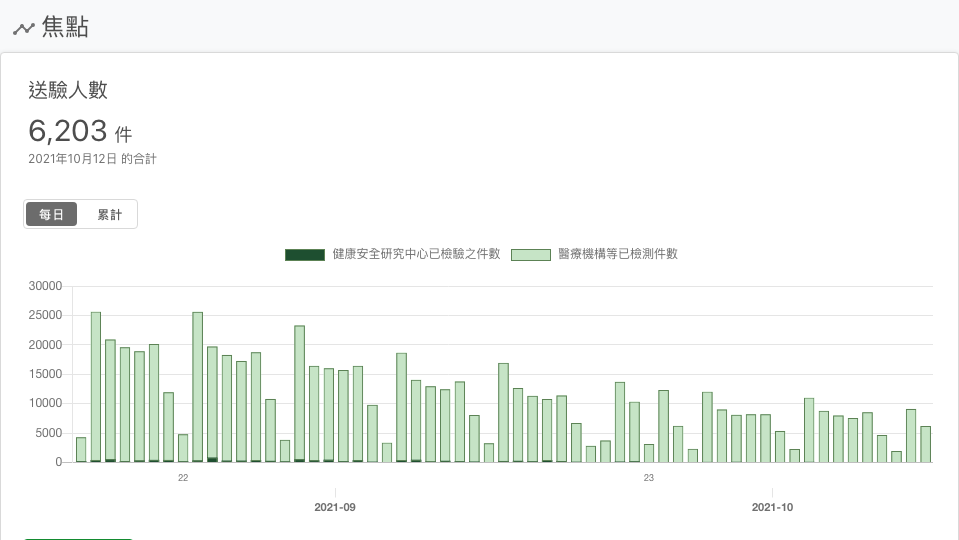 焦點
送驗人數
6,203 件
2021年10月12日 的合計
每日 累計
健康安全研究中心已檢驗之件數 醫療機構等已檢測件數
30000
25000
20000
15000
10000
5000
0
22 23
2021-09 2021-10